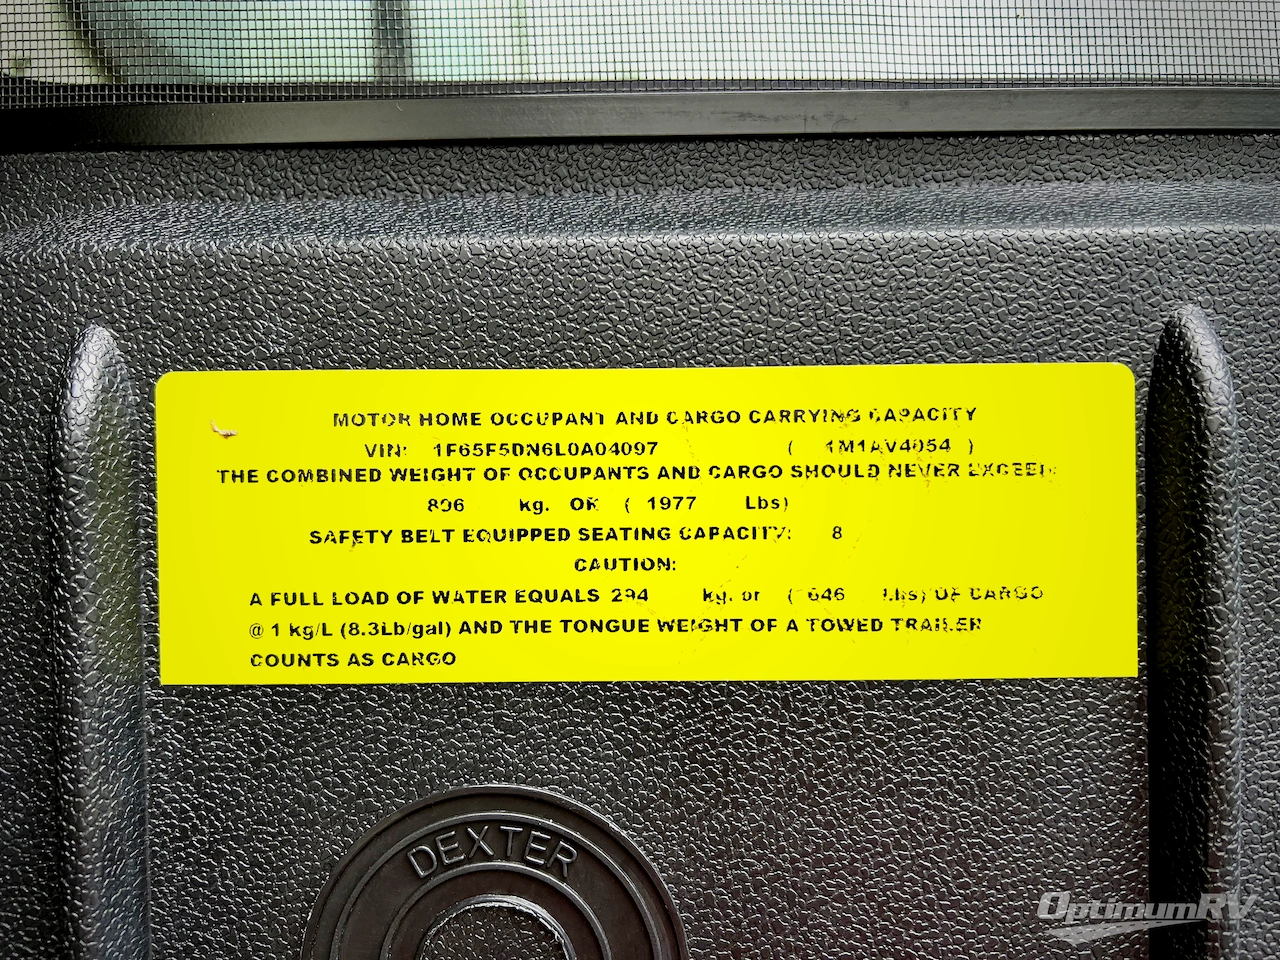 MOTOR HOME OCCUPANT AND CARGO CARRYING CAPACITY
VIN: 1F65F5DN6L0A04097 ( 1M1AV4054 )
THE COMBINED WEIGHT OF OCCUPANTS AND CARGO SHOULD NEVER EXCEED:
896 kg. OR ( 1977 Lbs)
SAFETY BELT EQUIPPED SEATING CAPACITY: 8
CAUTION:
A FULL LOAD OF WATER EQUALS 294 kg. or ( 646 Lbs) OF CARGO
@ 1 kg/L (8.3Lb/gal) AND THE TONGUE WEIGHT OF A TOWED TRAILER
COUNTS AS CARGO
DEXTER
OptimumRV